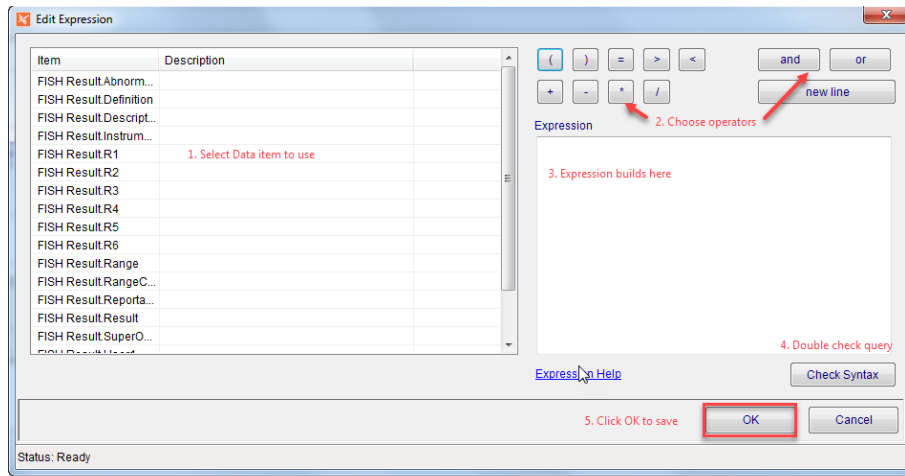 Edit Expression
x
Item Description
FISH Result.Abnorm...
FISH Result.Definition
FISH Result.Descript...
FISH Result.Instrum...
FISH Result.R1
FISH Result.R2
FISH Result.R3
FISH Result.R4
FISH Result.R5
FISH Result.R6
FISH Result.Range
FISH Result.RangeC...
FISH Result.Reporta...
FISH Result.Result
FISH Result.SuperO...
1. Select Data item to use
( ) = > < and or
+ - * / new line
2. Choose operators
Expression
3. Expression builds here
4. Double check query
Expression Help
Check Syntax
5. Click OK to save
OK Cancel
Status: Ready